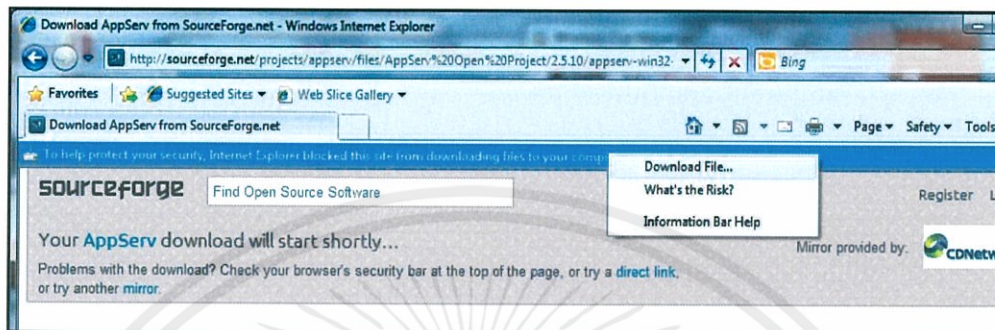 Download AppServ from SourceForge.net - Windows Internet Explorer
http://sourceforge.net/projects/appserv/files/AppServ%20Open%20Project/2.5.10/appserv-win32- Bing
Favorites Suggested Sites Web Slice Gallery
Download AppServ from SourceForge.net Page Safety Tools
To help protect your security, Internet Explorer blocked this site from downloading files to your comp
Download File...
What's the Risk?
Information Bar Help
sourceforge Find Open Source Software Register L
Your AppServ download will start shortly...
Mirror provided by: CDNetw
Problems with the download? Check your browser's security bar at the top of the page, or try a direct link,
or try another mirror.